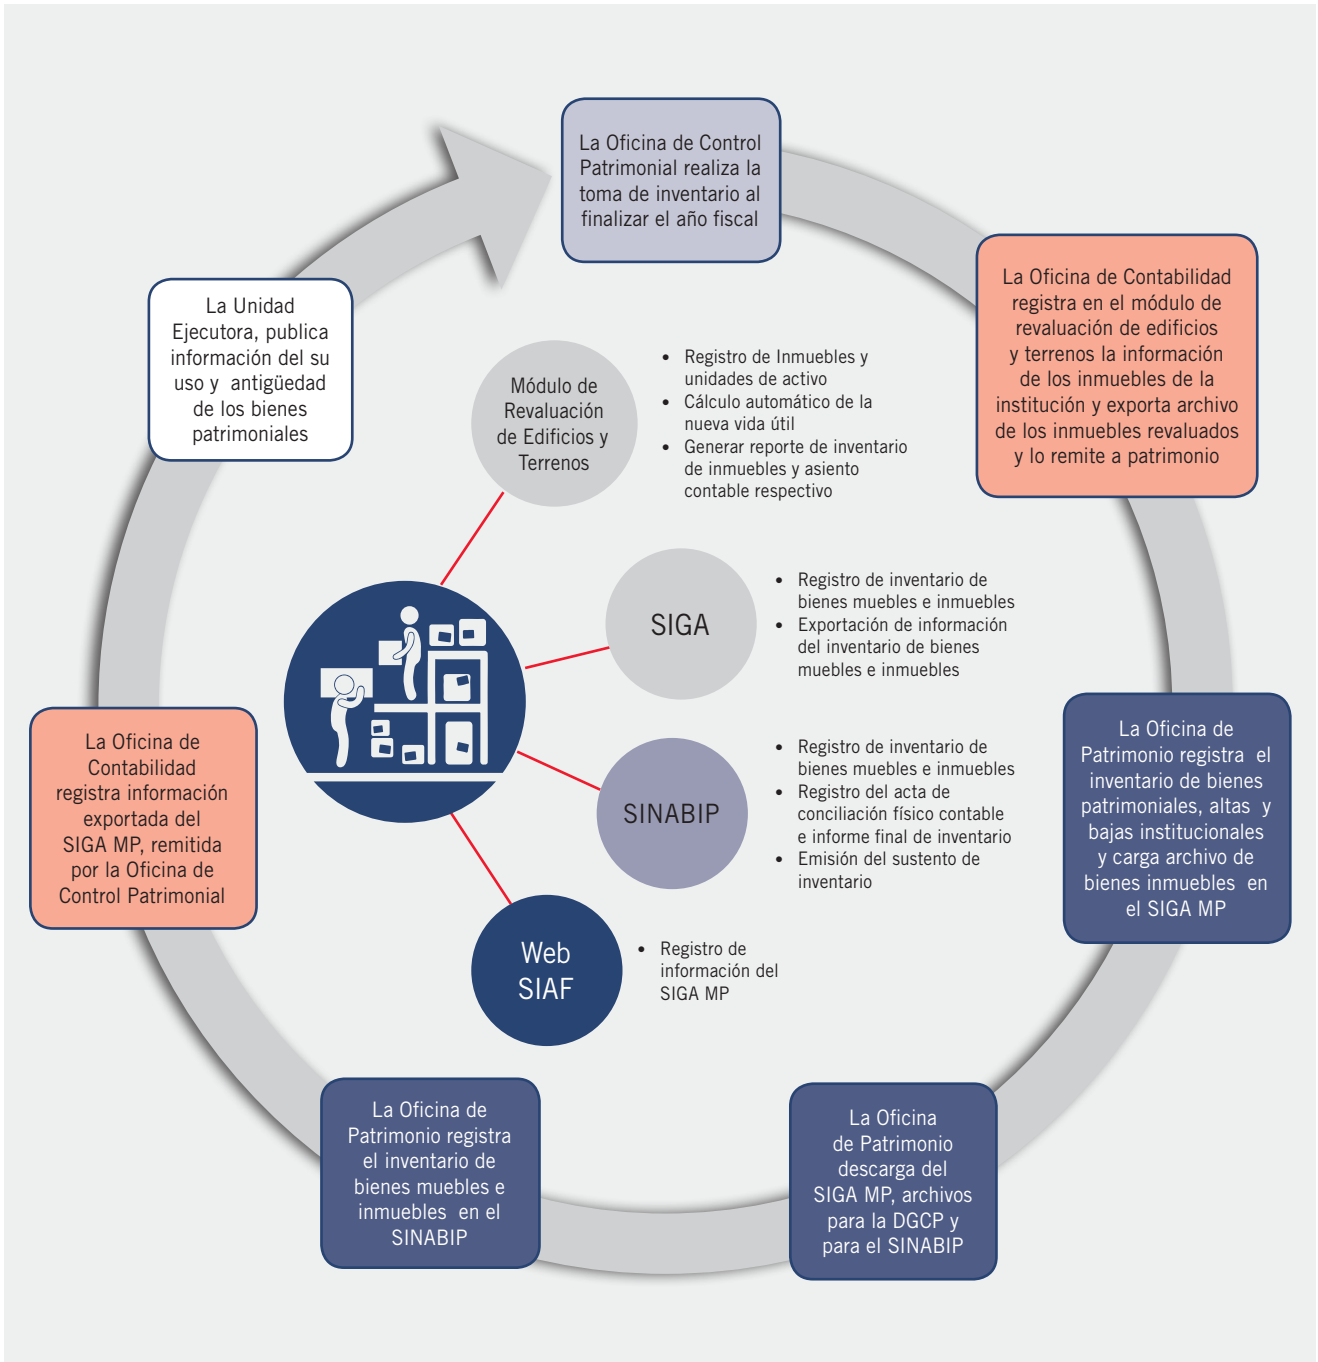 La Oficina de Control
Patrimonial realiza la
toma de inventario al
finalizar el año fiscal
La Oficina de Contabilidad
registra en el módulo de
revaluación de edificios
y terrenos la información
de los inmuebles de la
institución y exporta archivo
de los inmuebles revaluados
y lo remite a patrimonio
La Oficina de
Patrimonio registra el
inventario de bienes
patrimoniales, altas y
bajas institucionales
y carga archivo de
bienes inmuebles en
el SIGA MP
La Oficina
de Patrimonio
descarga del
SIGA MP, archivos
para la DGCP y
para el SINABIP
La Oficina de
Patrimonio registra
el inventario de
bienes muebles e
inmuebles en el
SINABIP
La Oficina de
Contabilidad
registra información
exportada del
SIGA MP, remitida
por la Oficina de
Control Patrimonial
La Unidad
Ejecutora, publica
información del su
uso y antigüedad
de los bienes
patrimoniales
Módulo de
Revaluación
de Edificios y
Terrenos
• Registro de Inmuebles y
unidades de activo
• Cálculo automático de la
nueva vida útil
• Generar reporte de inventario
de inmuebles y asiento
contable respectivo
SIGA
• Registro de inventario de
bienes muebles e inmuebles
• Exportación de información
del inventario de bienes
muebles e inmuebles
SINABIP
• Registro de inventario de
bienes muebles e inmuebles
• Registro del acta de
conciliación físico contable
e informe final de inventario
• Emisión del sustento de
inventario
Web
SIAF
• Registro de
información del
SIGA MP